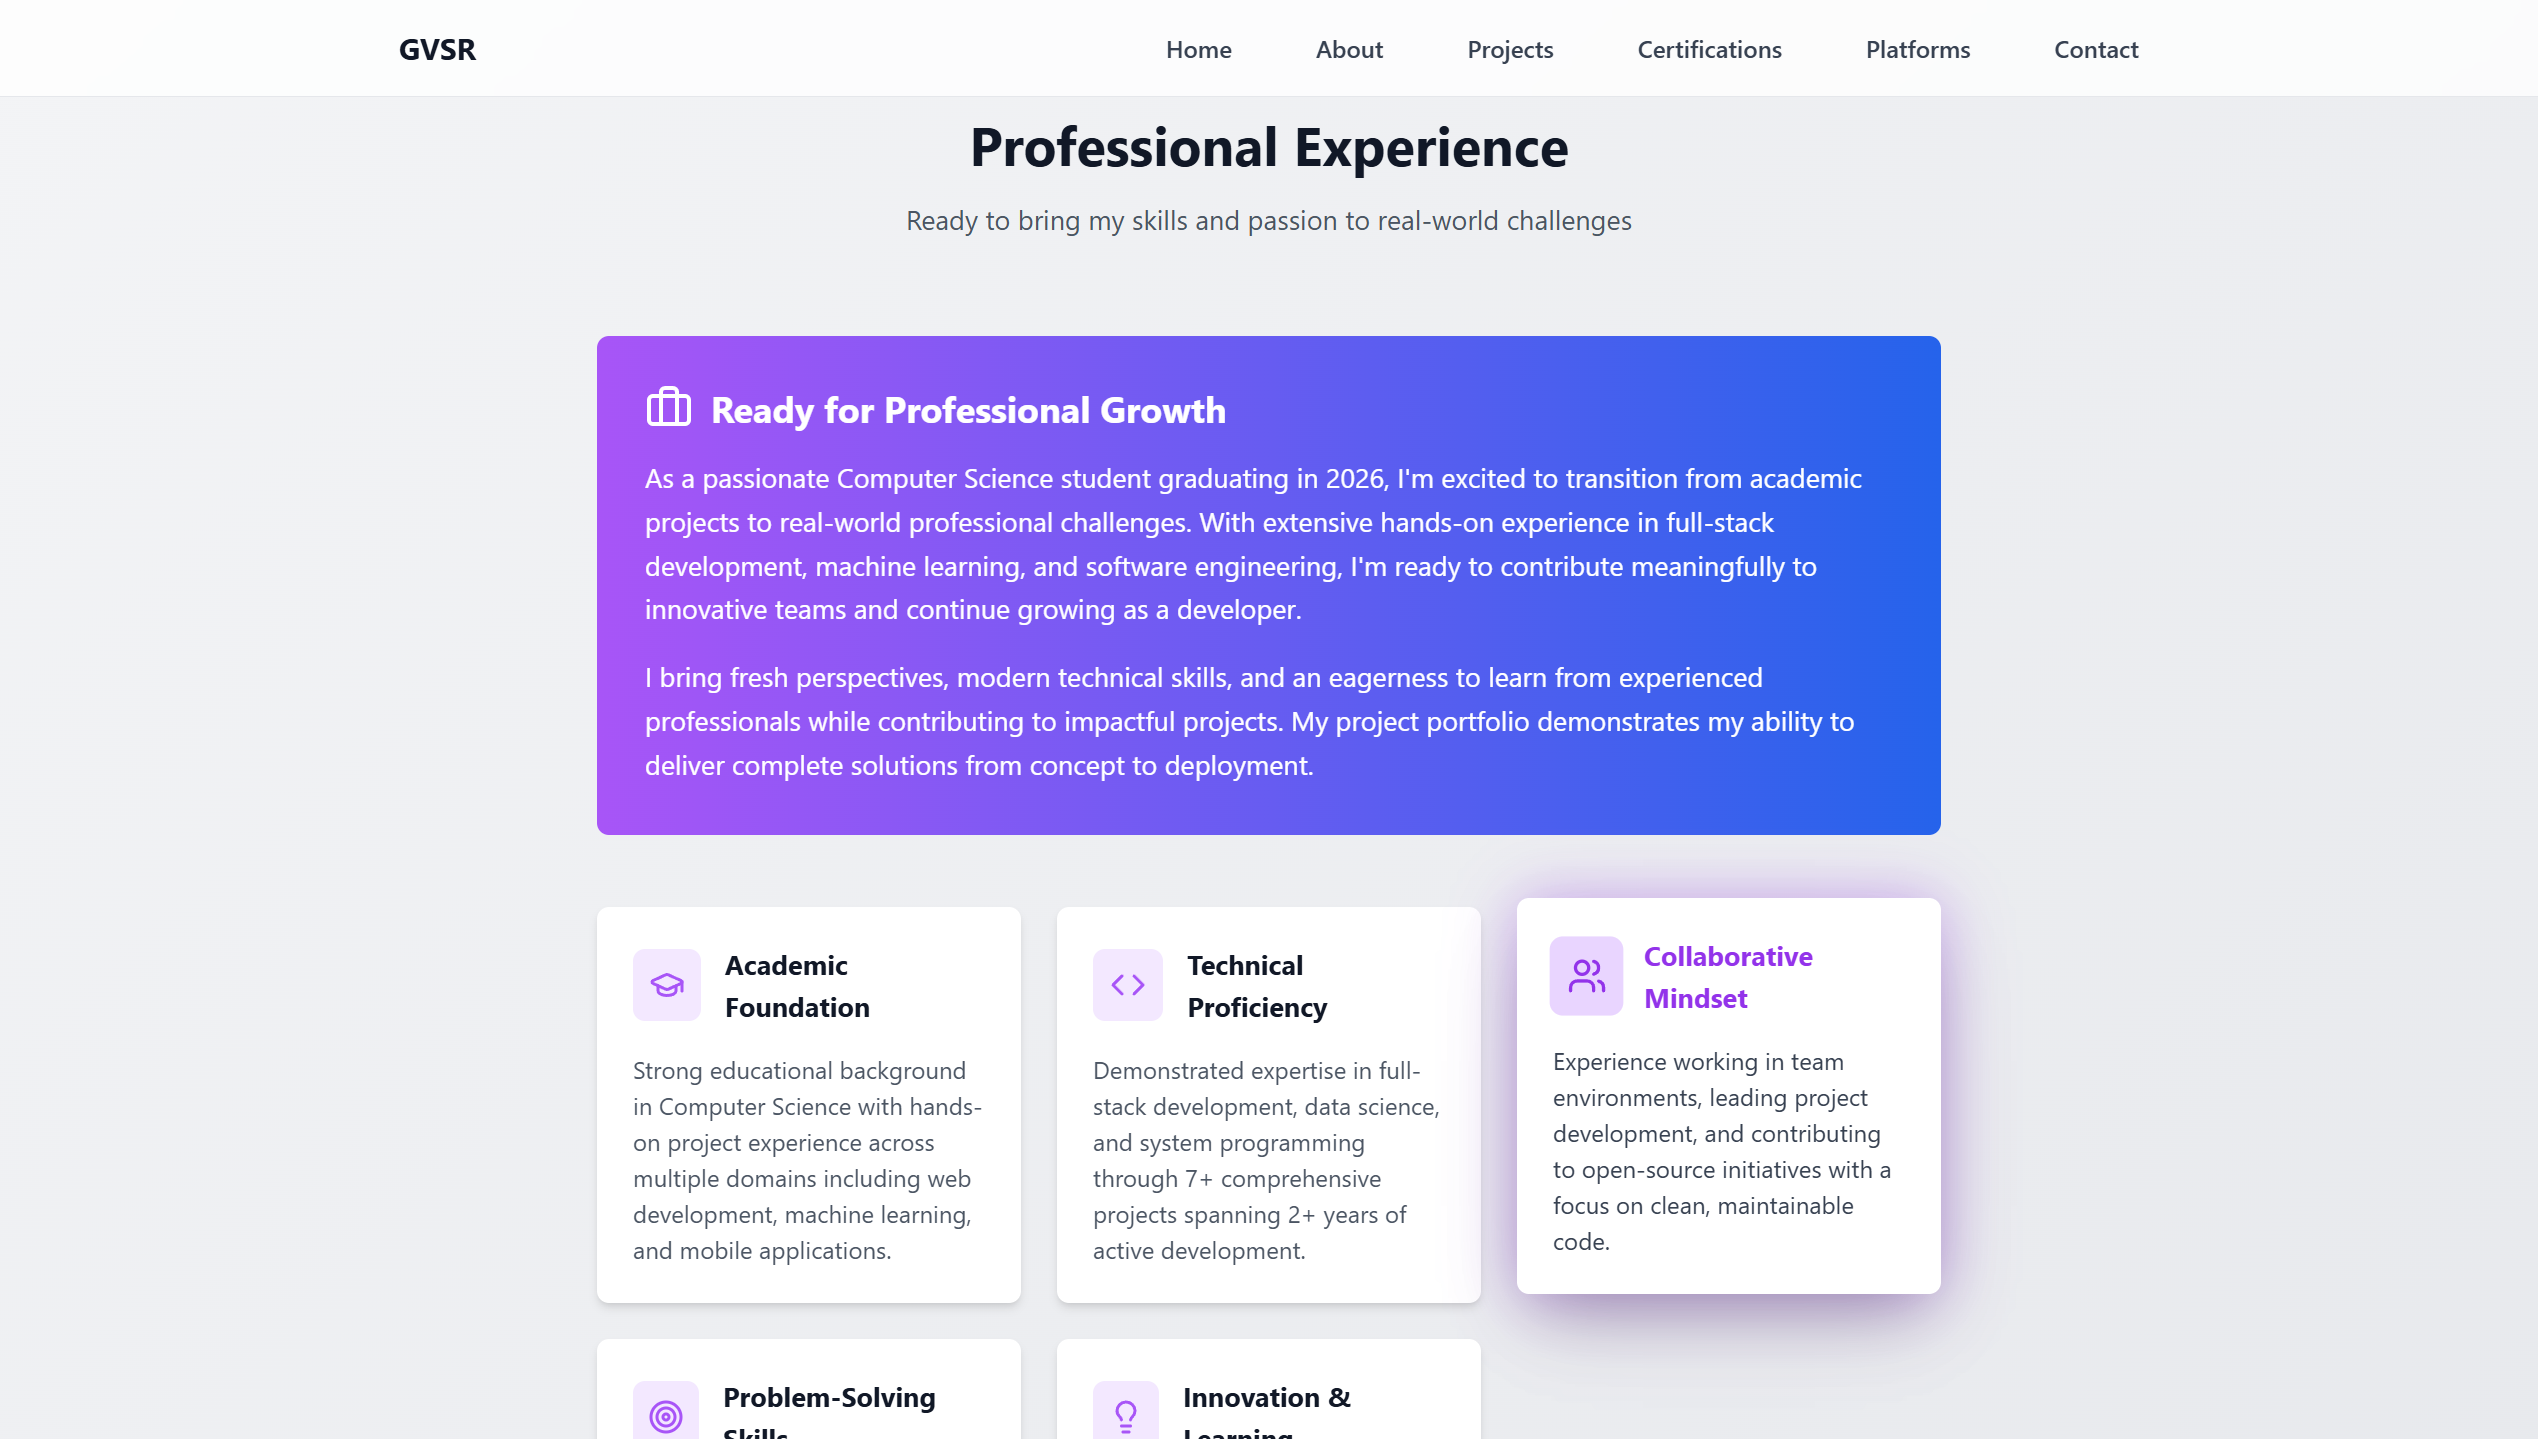 GVSR
Home
About
Projects
Certifications
Platforms
Contact
Professional Experience
Ready to bring my skills and passion to real-world challenges
Ready for Professional Growth
As a passionate Computer Science student graduating in 2026, I'm excited to transition from academic
projects to real-world professional challenges. With extensive hands-on experience in full-stack
development, machine learning, and software engineering, I'm ready to contribute meaningfully to
innovative teams and continue growing as a developer.
I bring fresh perspectives, modern technical skills, and an eagerness to learn from experienced
professionals while contributing to impactful projects. My project portfolio demonstrates my ability to
deliver complete solutions from concept to deployment.
Academic
Foundation
Strong educational background
in Computer Science with hands-
on project experience across
multiple domains including web
development, machine learning,
and mobile applications.
Technical
Proficiency
Demonstrated expertise in full-
stack development, data science,
and system programming
through 7+ comprehensive
projects spanning 2+ years of
active development.
Collaborative
Mindset
Experience working in team
environments, leading project
development, and contributing
to open-source initiatives with a
focus on clean, maintainable
code.
Problem-Solving
Skills
Innovation &
Learning